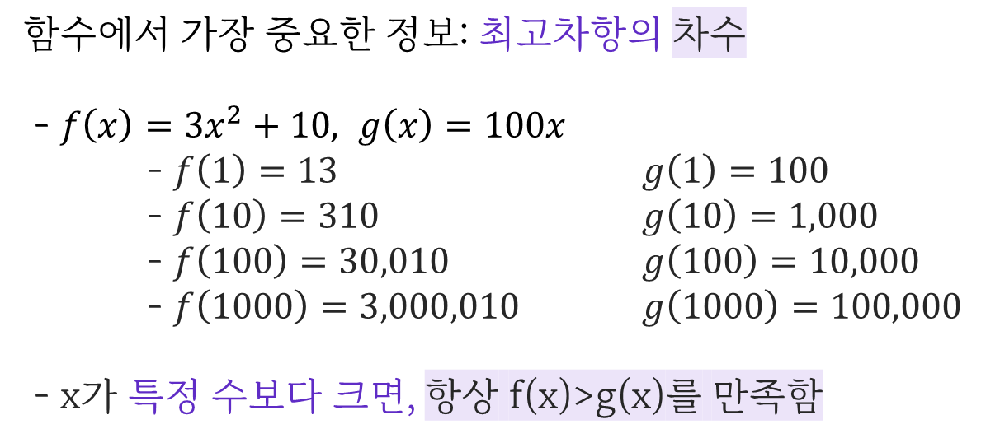 함수에서 가장 중요한 정보: 최고차항의 차수
- f(x) = 3x² + 10, g(x) = 100x
- f(1) = 13 g(1) = 100
- f(10) = 310 g(10) = 1,000
- f(100) = 30,010 g(100) = 10,000
- f(1000) = 3,000,010 g(1000) = 100,000
- x가 특정 수보다 크면, 항상 f(x)>g(x)를 만족함